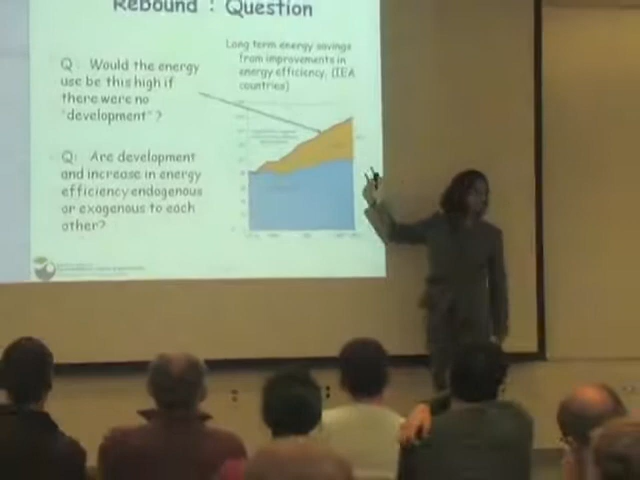 Rebound : Question
Long term energy savings
from improvements in
energy efficiency, (IEA
countries)
Q: Would the energy
use be this high if
there were no
"development"?
Q: Are development
and increase in energy
efficiency endogenous
or exogenous to each
other?